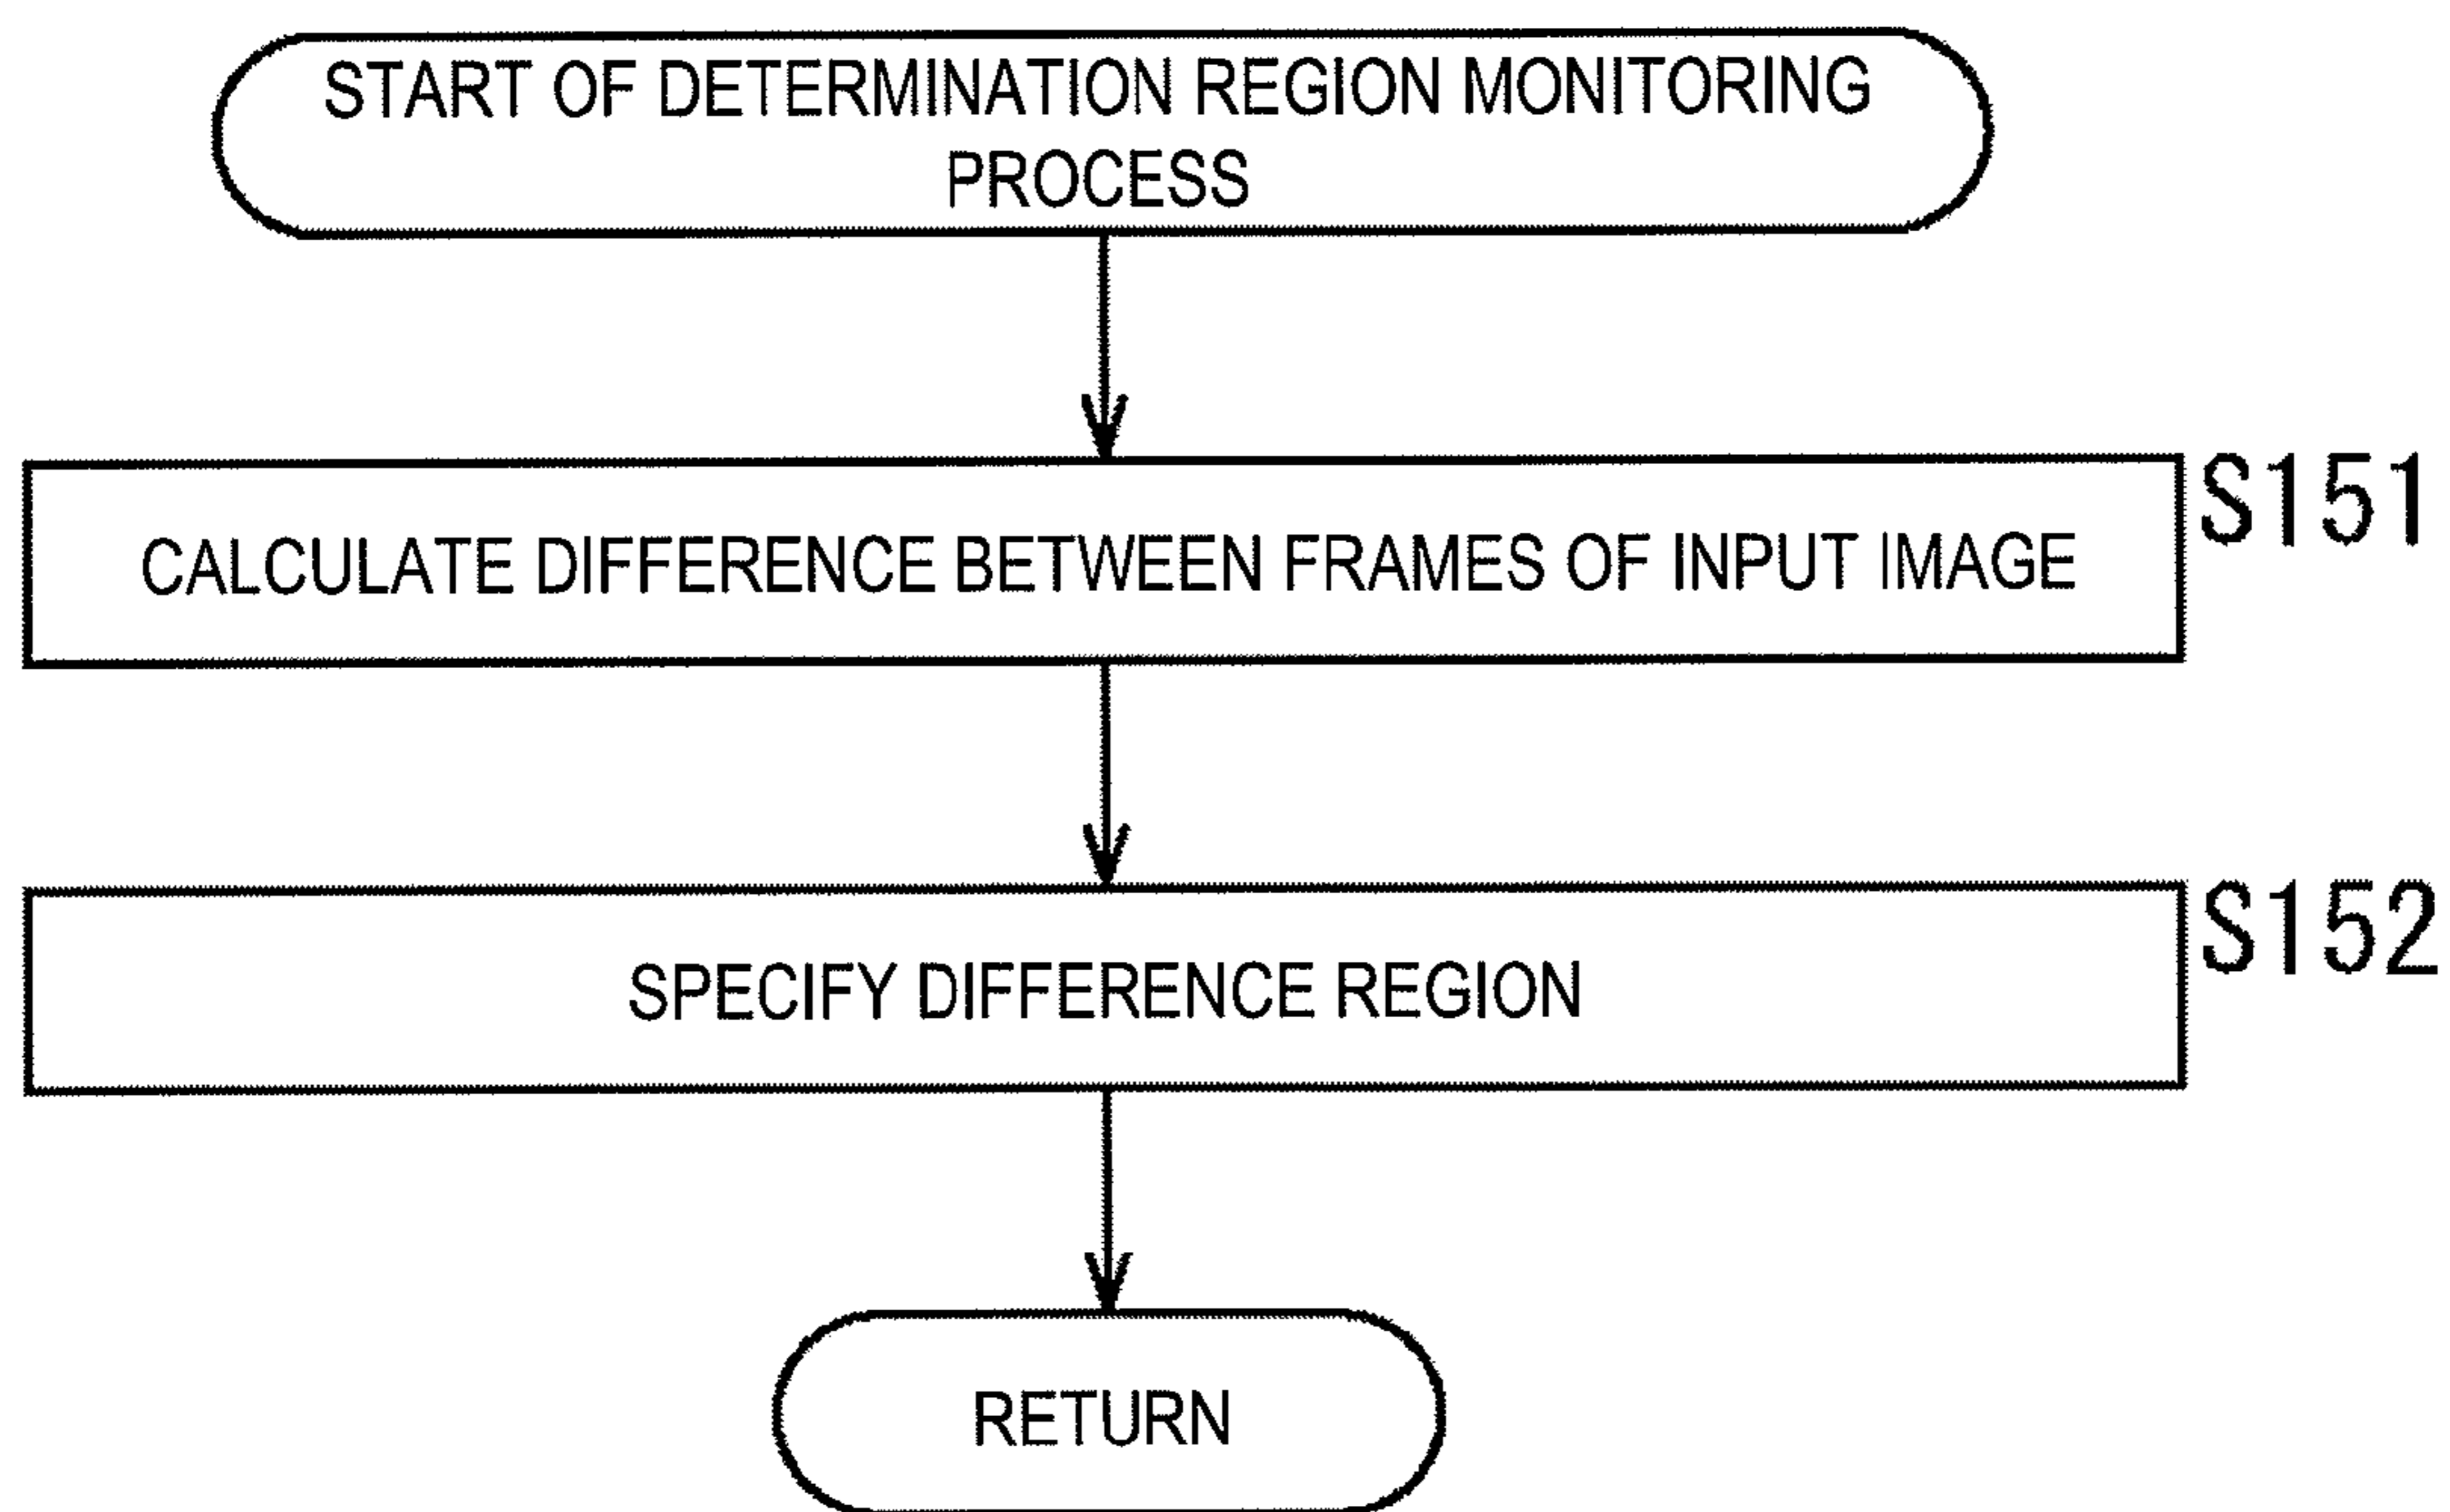 START OF DETERMINATION REGION MONITORING
PROCESS
S151
CALCULATE DIFFERENCE BETWEEN FRAMES OF INPUT IMAGE
S152
SPECIFY DIFFERENCE REGION
RETURN